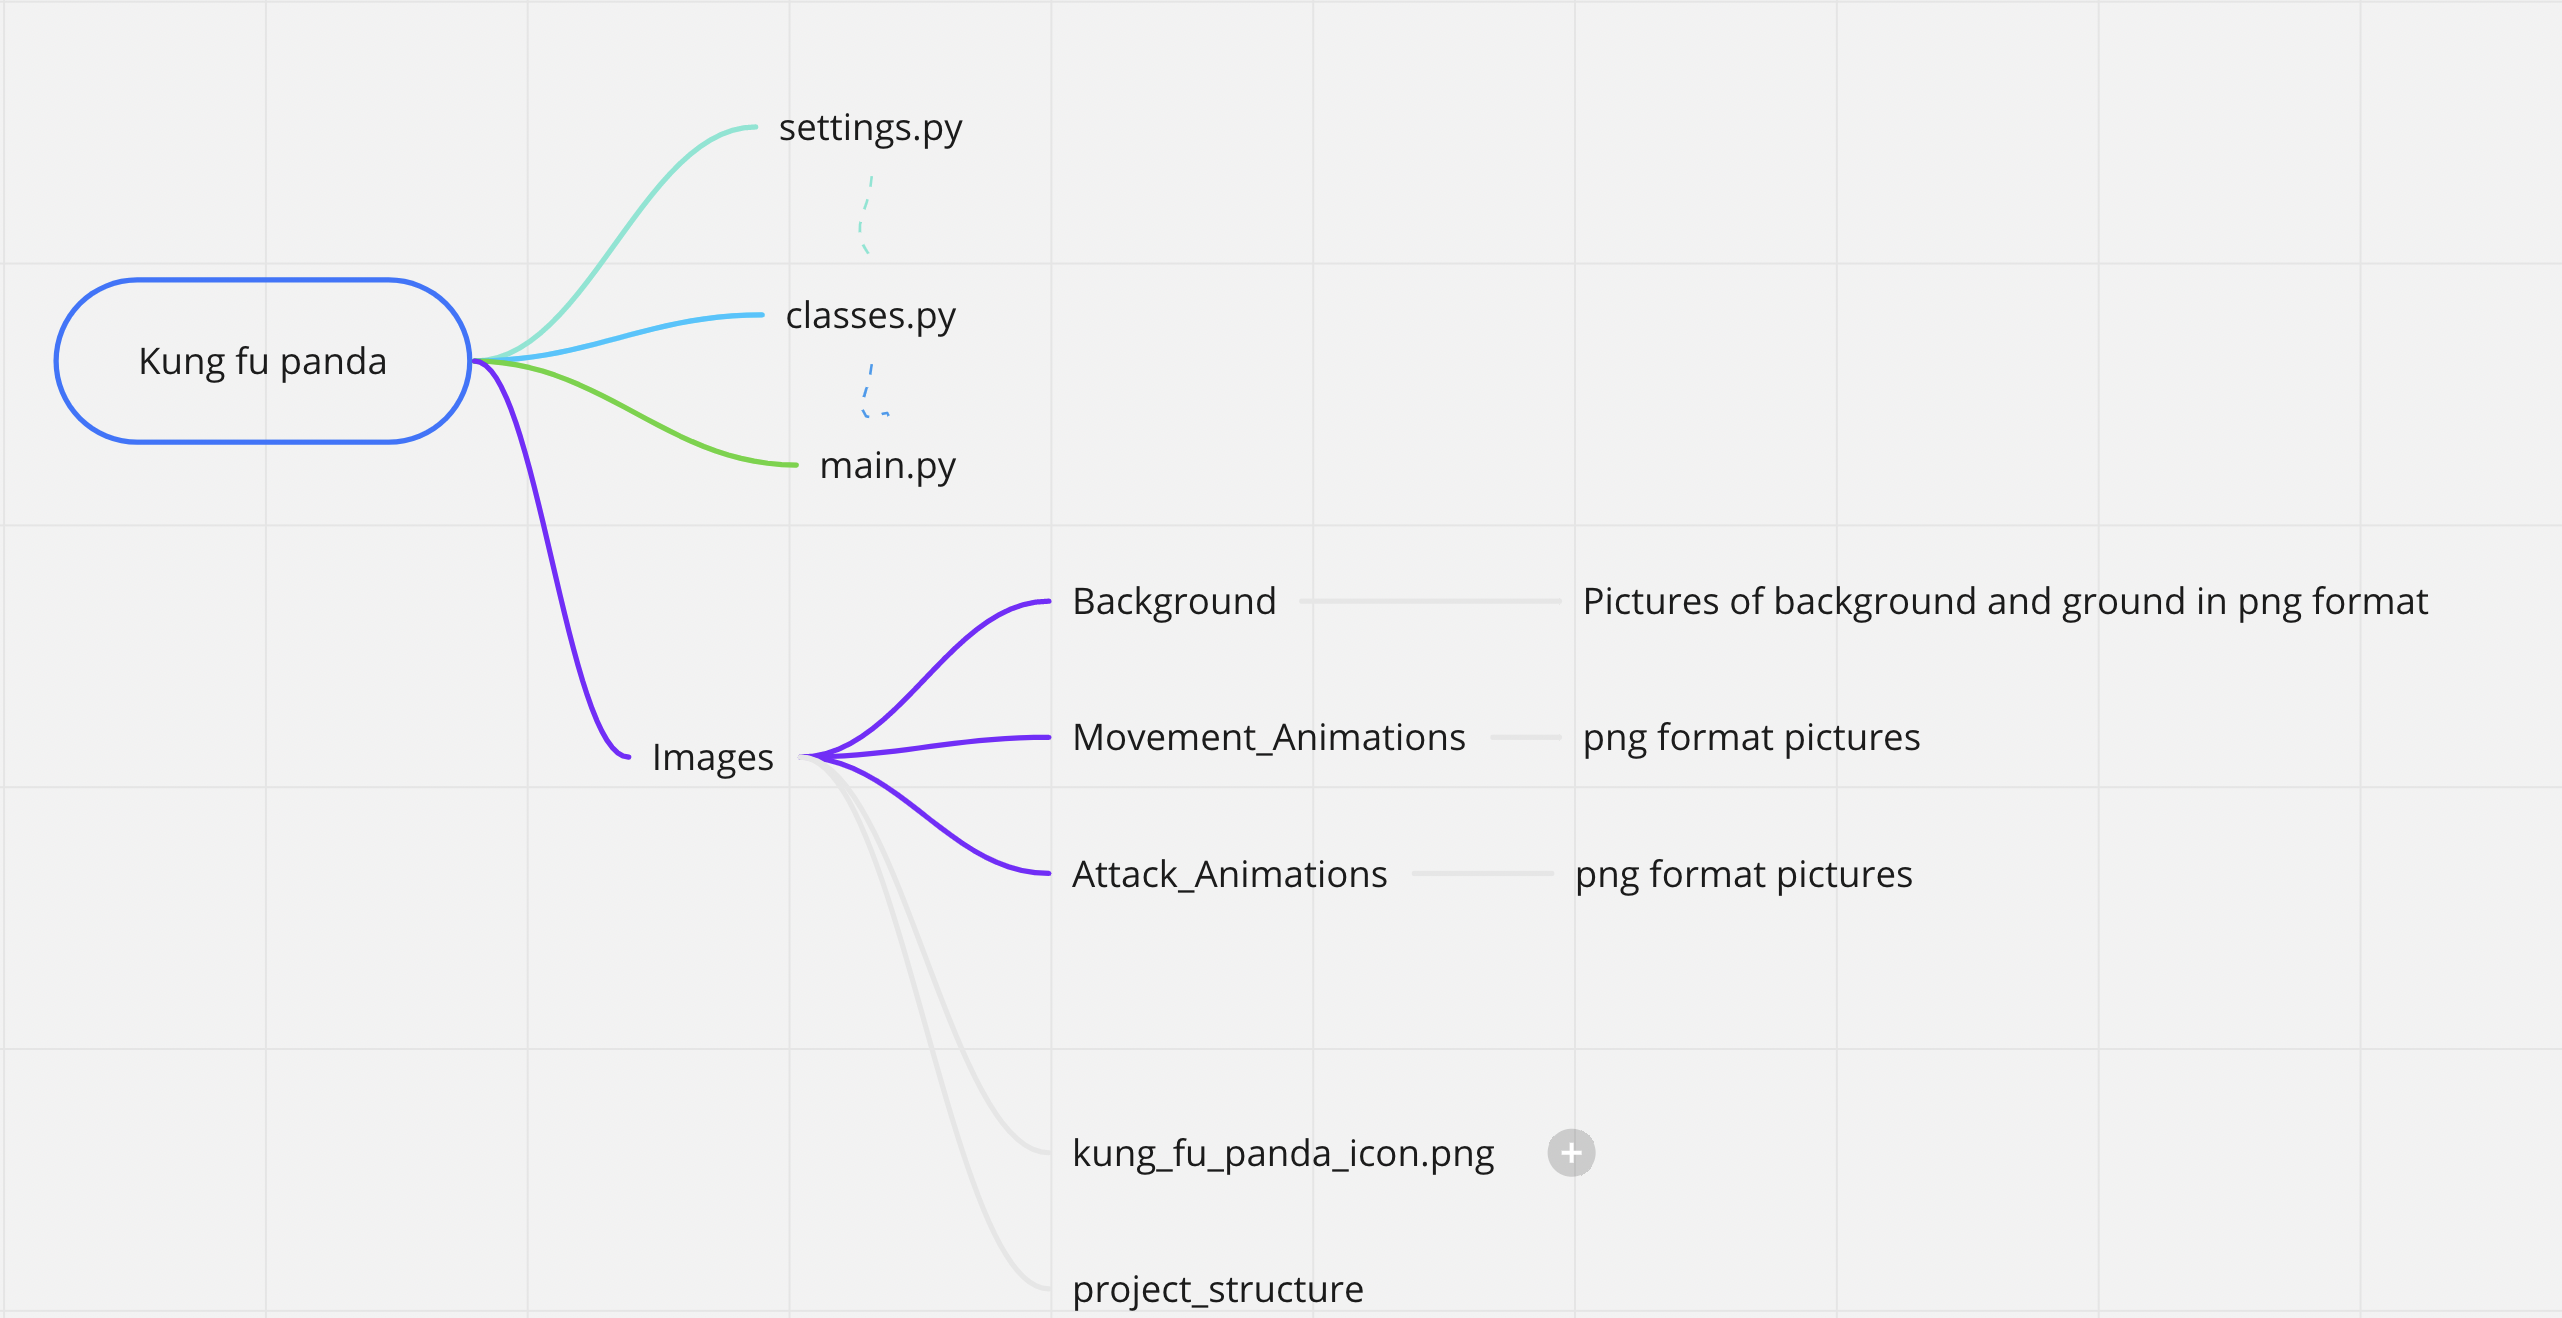 settings.py
classes.py
Kung fu panda
main.py
Background
Pictures of background and ground in png format
Movement_Animations
png format pictures
Images
Attack_Animations
png format pictures
kung_fu_panda_icon.png
project_structure